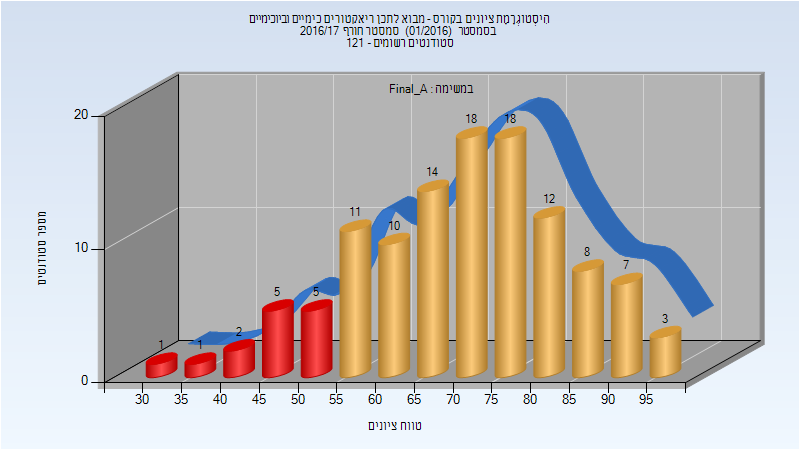 הִיסְטוֹגְרָמַת ציונים בקורס - מבוא לתכן ריאקטורים כימיים וביוכימיים
בסמסטר (01/2016) סמסטר חורף 2016/17
סטודנטים רשומים - 121
במשימה : Final_A
מספר סטודנטים
20
10
0
1
1
2
5
5
11
10
14
18
18
12
8
7
3
30 35 40 45 50 55 60 65 70 75 80 85 90 95
טווח ציונים